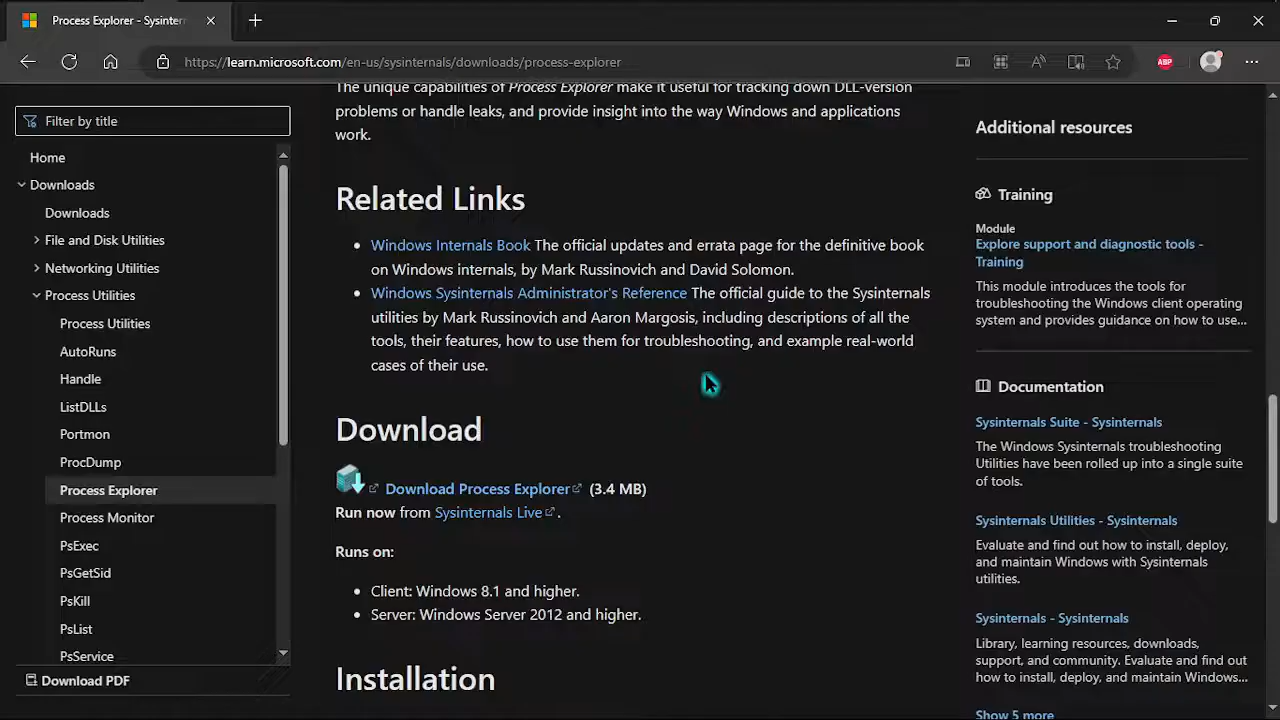 Process Explorer - Sysintern
https://learn.microsoft.com/en-us/sysinternals/downloads/process-explorer
ABP
Filter by title
Home
Downloads
Downloads
File and Disk Utilities
Networking Utilities
Process Utilities
Process Utilities
AutoRuns
Handle
ListDLLs
Portmon
ProcDump
Process Explorer
Process Monitor
PsExec
PsGetSid
PsKill
PsList
PsService
Download PDF
The unique capabilities of Process Explorer make it useful for tracking down DLL-version
problems or handle leaks, and provide insight into the way Windows and applications
work.
Related Links
Windows Internals Book The official updates and errata page for the definitive book
on Windows internals, by Mark Russinovich and David Solomon.
Windows Sysinternals Administrator's Reference The official guide to the Sysinternals
utilities by Mark Russinovich and Aaron Margosis, including descriptions of all the
tools, their features, how to use them for troubleshooting, and example real-world
cases of their use.
Download
Download Process Explorer (3.4 MB)
Run now from Sysinternals Live.
Runs on:
Client: Windows 8.1 and higher.
Server: Windows Server 2012 and higher.
Installation
Additional resources
Training
Module
Explore support and diagnostic tools -
Training
This module introduces the tools for
troubleshooting the Windows client operating
system and provides guidance on how to use...
Documentation
Sysinternals Suite - Sysinternals
The Windows Sysinternals troubleshooting
Utilities have been rolled up into a single suite
of tools.
Sysinternals Utilities - Sysinternals
Evaluate and find out how to install, deploy,
and maintain Windows with Sysinternals
utilities.
Sysinternals - Sysinternals
Library, learning resources, downloads,
support, and community. Evaluate and find out
how to install, deploy, and maintain Windows...
Show 5 more